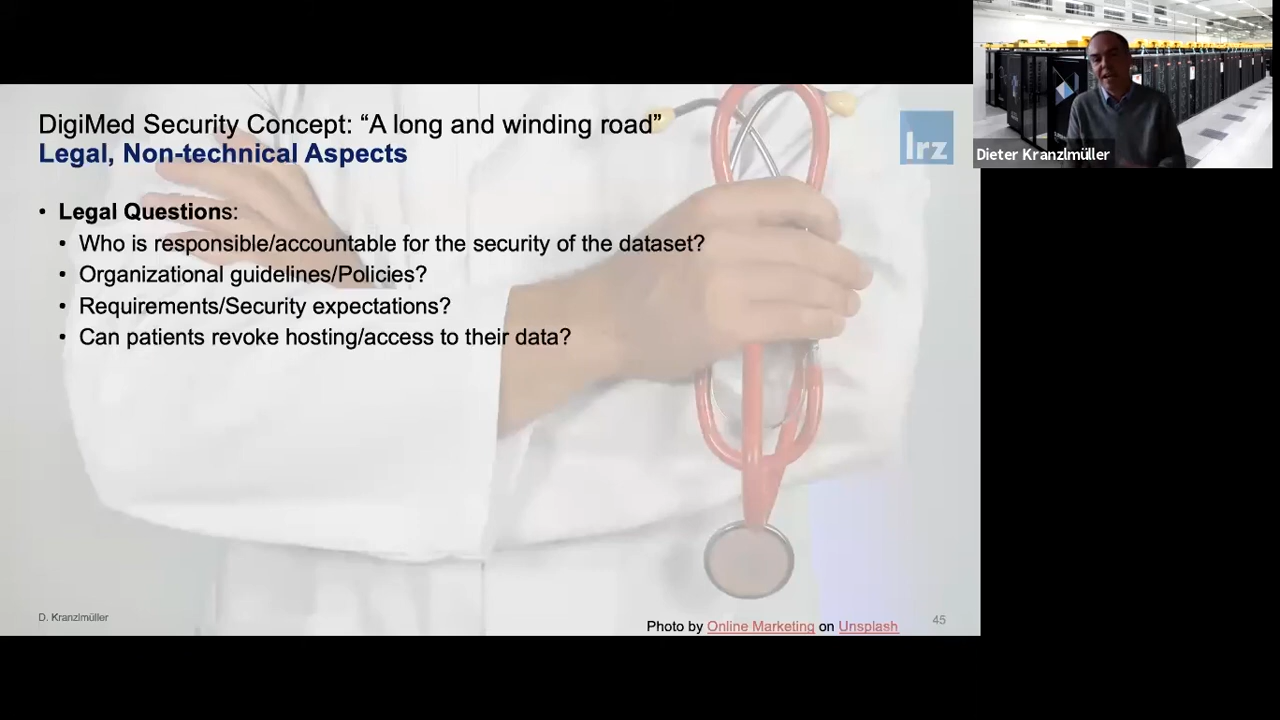 DigiMed Security Concept: “A long and winding road”
Legal, Non-technical Aspects
lrz
Dieter Kranzlmüller
• Legal Questions:
• Who is responsible/accountable for the security of the dataset?
• Organizational guidelines/Policies?
• Requirements/Security expectations?
• Can patients revoke hosting/access to their data?
D. Kranzlmüller
Photo by Online Marketing on Unsplash
45